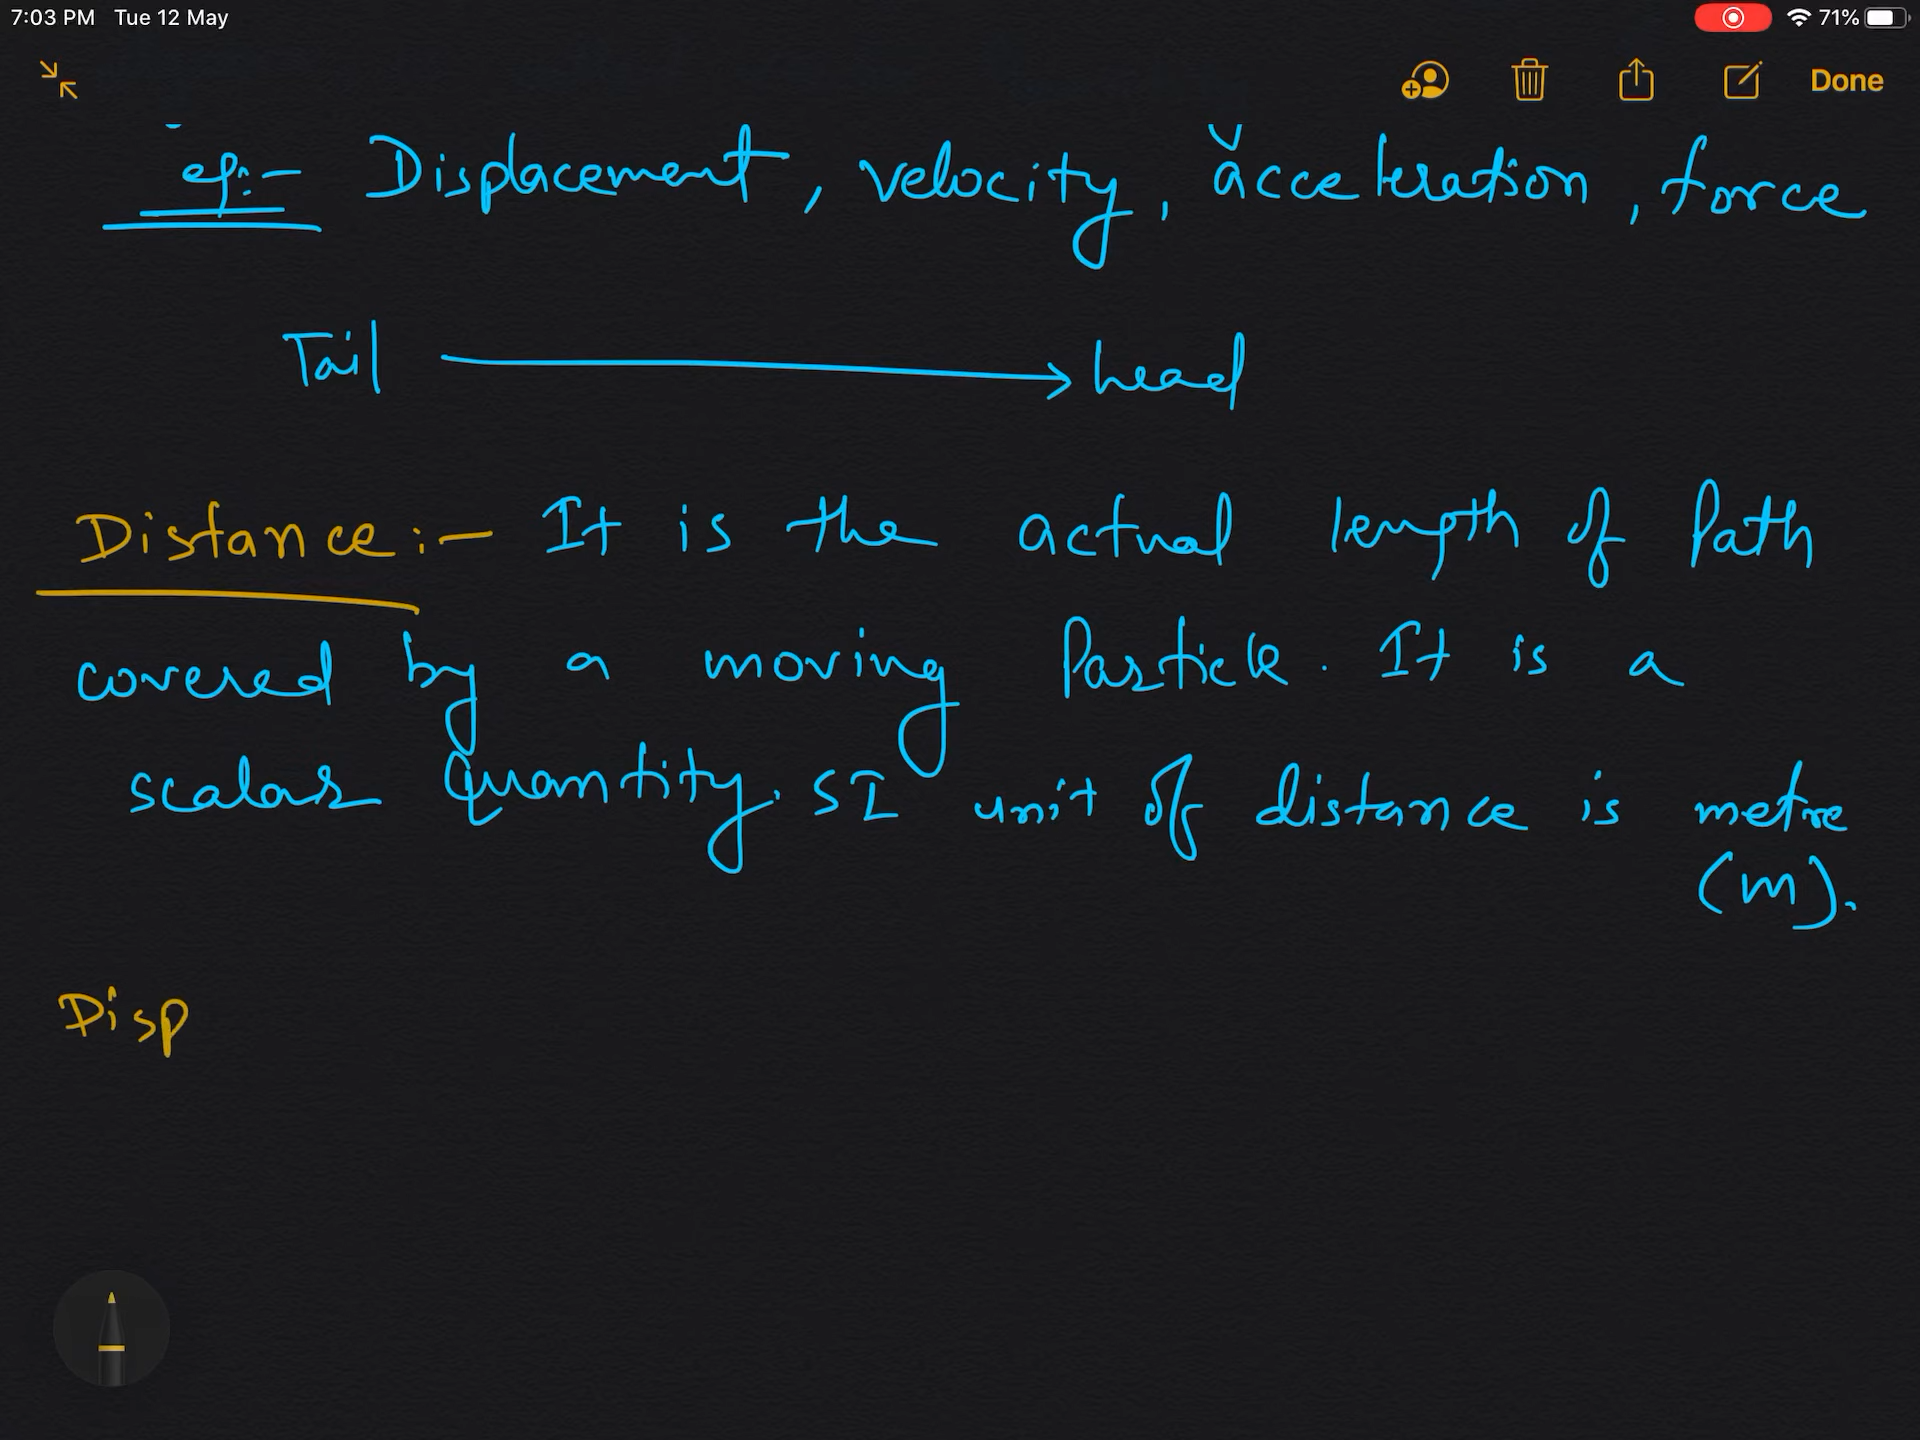 7:03 PM Tue 12 May 71%
Done
eg:- Displacement, velocity, acceleration, force
Tail head
Distance:- It is the actual length of Path
covered by a moving Particle. It is a
scalar quantity. SI unit of distance is metre
(m).
Disp